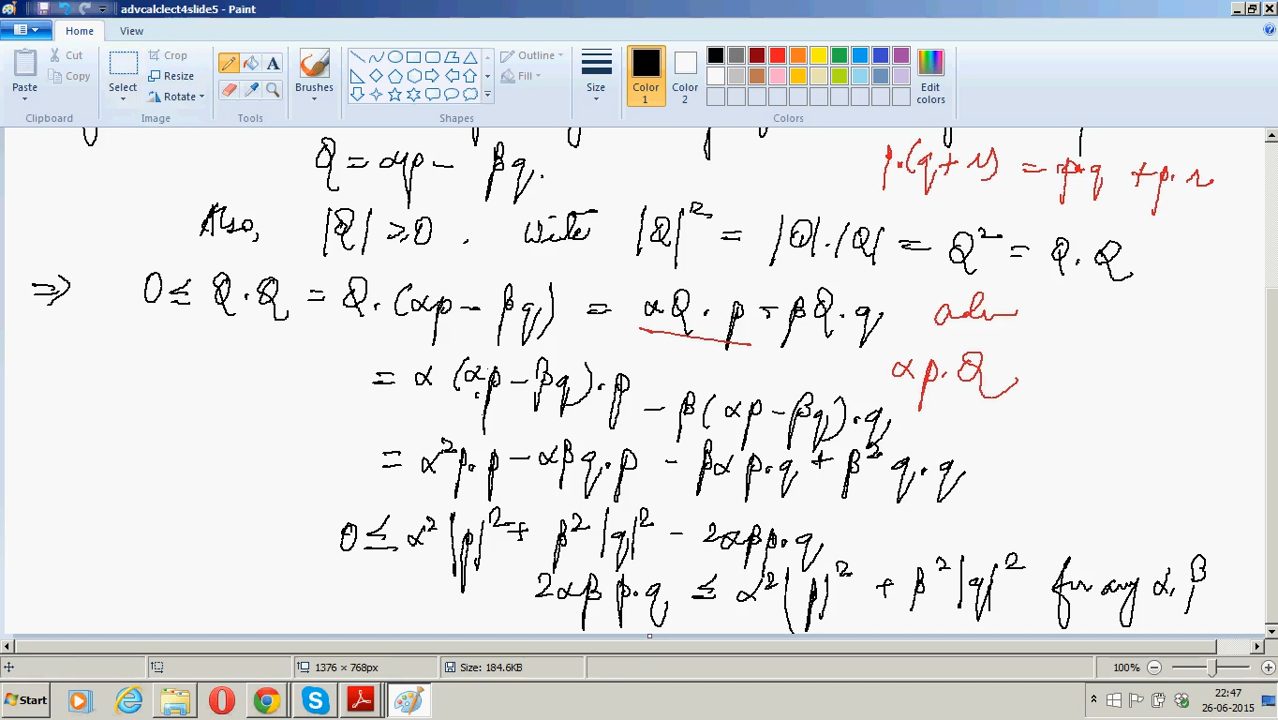 advcalclect4slide5 - Paint
Home View
Paste Cut Copy Select Crop Resize Rotate Brushes Outline Fill Size Color 1 Color 2 Edit colors
Clipboard Image Tools Shapes Colors
Q = αp - βq. p.(q + r) = p.q + p.r
Also, |Q| ≥ 0. Write |Q|² = |Q|.|Q| = Q² = Q.Q
⇒ 0 ≤ Q.Q = Q.(αp - βq) = αQ.p - βQ.q adv
= α(αp - βq).p - β(αp - βq).q αp.Q
= α²p.p - αβq.p - βαp.q + β²q.q
0 ≤ α²|p|² + β²|q|² - 2αβp.q
2αβ p.q ≤ α²|p|² + β²|q|² for any α, β
1376 × 768px Size: 184.6KB 100%
Start 22:47
26-06-2015